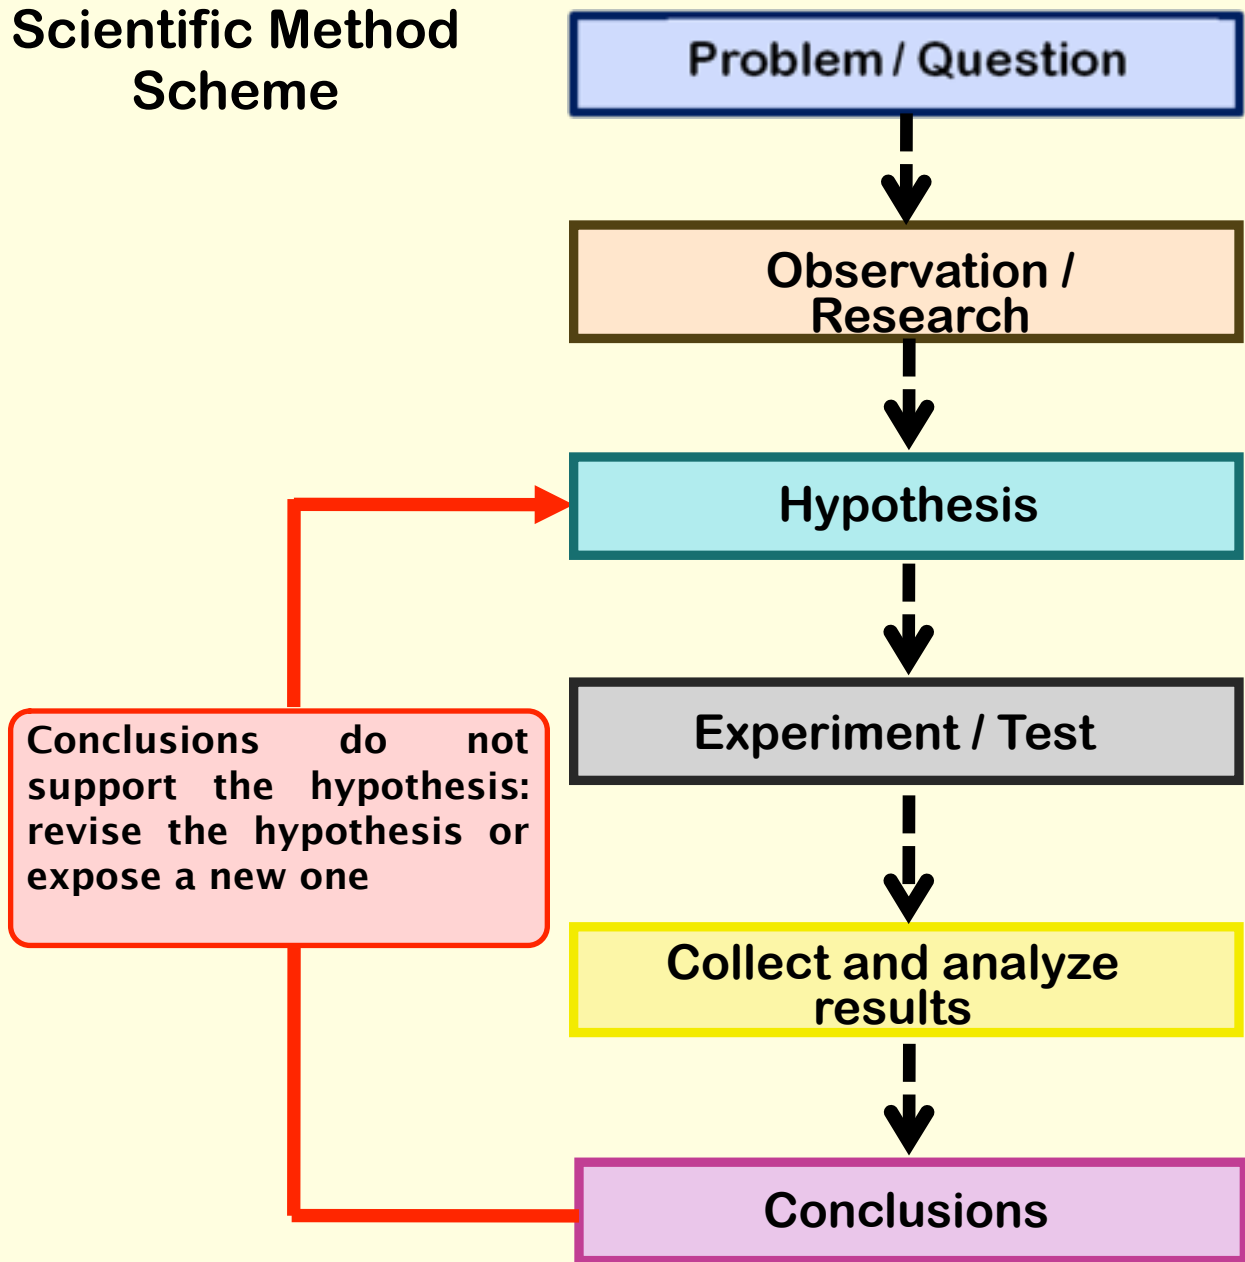 Scientific Method
Scheme
Problem / Question
Observation /
Research
Hypothesis
Experiment / Test
Conclusions do not
support the hypothesis:
revise the hypothesis or
expose a new one
Collect and analyze
results
Conclusions